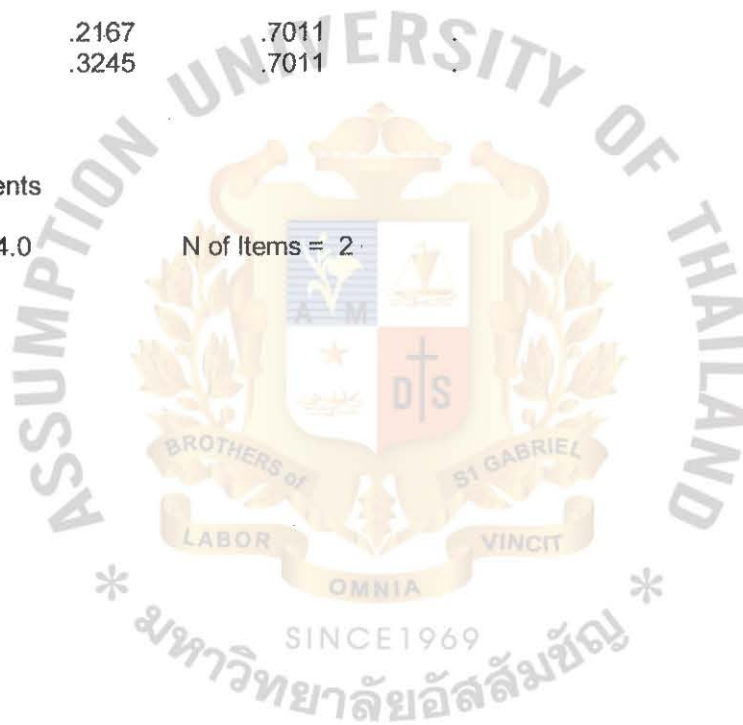 .2167 .7011 .
.3245 .7011 .
ents
4.0 N of Items = 2
ASSUMPTION UNIVERSITY OF THAILAND
A M
D S
BROTHERS of S1 GABRIEL
LABOR VINCIT
OMNIA
SINCE1969
* มหาวิทยาลัยอัสสัมชัญ *